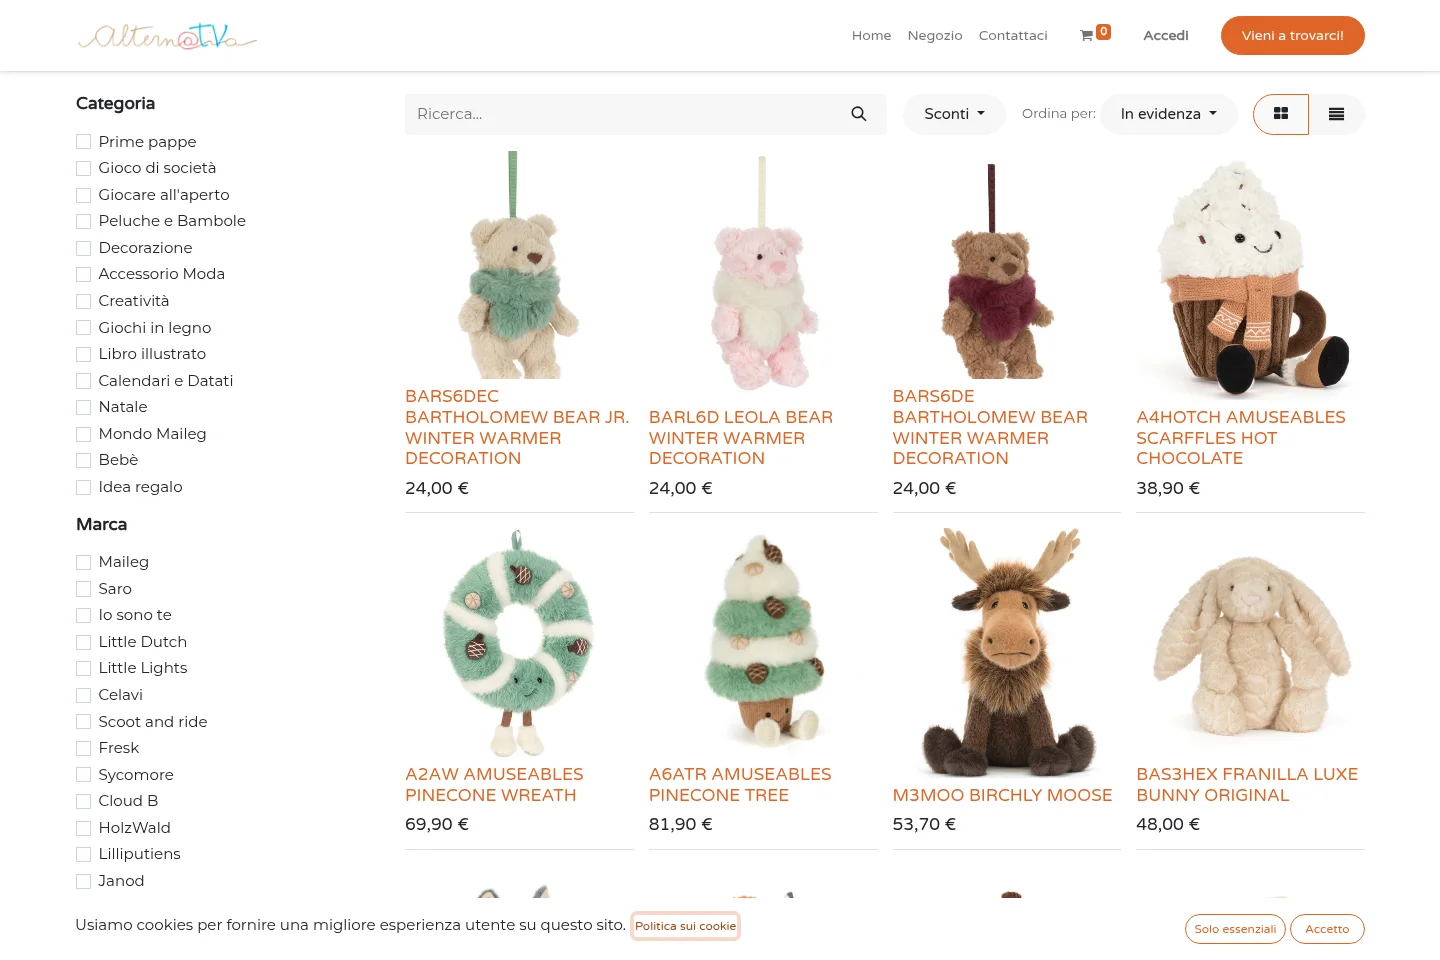 AlternaTVa
Home
Negozio
Contattaci
0
Accedi
Vieni a trovarci!
Categoria
Prime pappe
Gioco di società
Giocare all'aperto
Peluche e Bambole
Decorazione
Accessorio Moda
Creatività
Giochi in legno
Libro illustrato
Calendari e Datati
Natale
Mondo Maileg
Bebè
Idea regalo
Marca
Maileg
Saro
Io sono te
Little Dutch
Little Lights
Celavi
Scoot and ride
Fresk
Sycomore
Cloud B
HolzWald
Lilliputiens
Janod
Ricerca...
Sconti
Ordina per:
In evidenza
BARS6DEC
BARTHOLOMEW BEAR JR.
WINTER WARMER
DECORATION
24,00 €
BARL6D LEOLA BEAR
WINTER WARMER
DECORATION
24,00 €
BARS6DE
BARTHOLOMEW BEAR
WINTER WARMER
DECORATION
24,00 €
A4HOTCH AMUSEABLES
SCARFFLES HOT
CHOCOLATE
38,90 €
A2AW AMUSEABLES
PINECONE WREATH
69,90 €
A6ATR AMUSEABLES
PINECONE TREE
81,90 €
M3MOO BIRCHLY MOOSE
53,70 €
BAS3HEX FRANILLA LUXE
BUNNY ORIGINAL
48,00 €
Usiamo cookies per fornire una migliore esperienza utente su questo sito. Politica sui cookie
Solo essenziali
Accetto